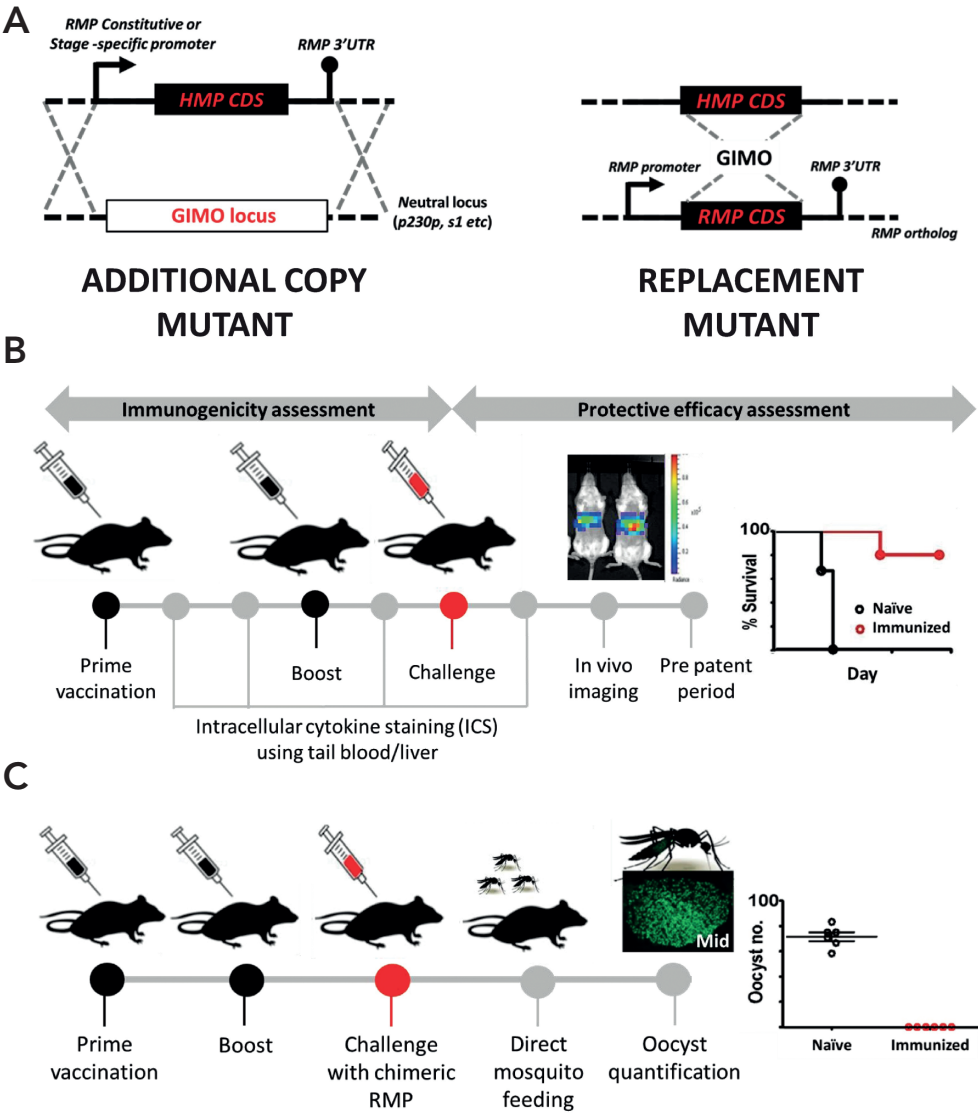 A
RMP Constitutive or
Stage -specific promoter
RMP 3'UTR
HMP CDS
GIMO locus
Neutral locus
(p230p, s1 etc)
ADDITIONAL COPY
MUTANT
HMP CDS
GIMO
RMP promoter
RMP 3'UTR
RMP CDS
RMP ortholog
REPLACEMENT
MUTANT
B
Immunogenicity assessment
Protective efficacy assessment
Radiance
100
% Survival
Naïve
Immunized
Day
Prime
vaccination
Boost
Challenge
In vivo
imaging
Pre patent
period
Intracellular cytokine staining (ICS)
using tail blood/liver
C
Mid
100
Oocyst no.
Naïve
Immunized
Prime
vaccination
Boost
Challenge
with chimeric
RMP
Direct
mosquito
feeding
Oocyst
quantification